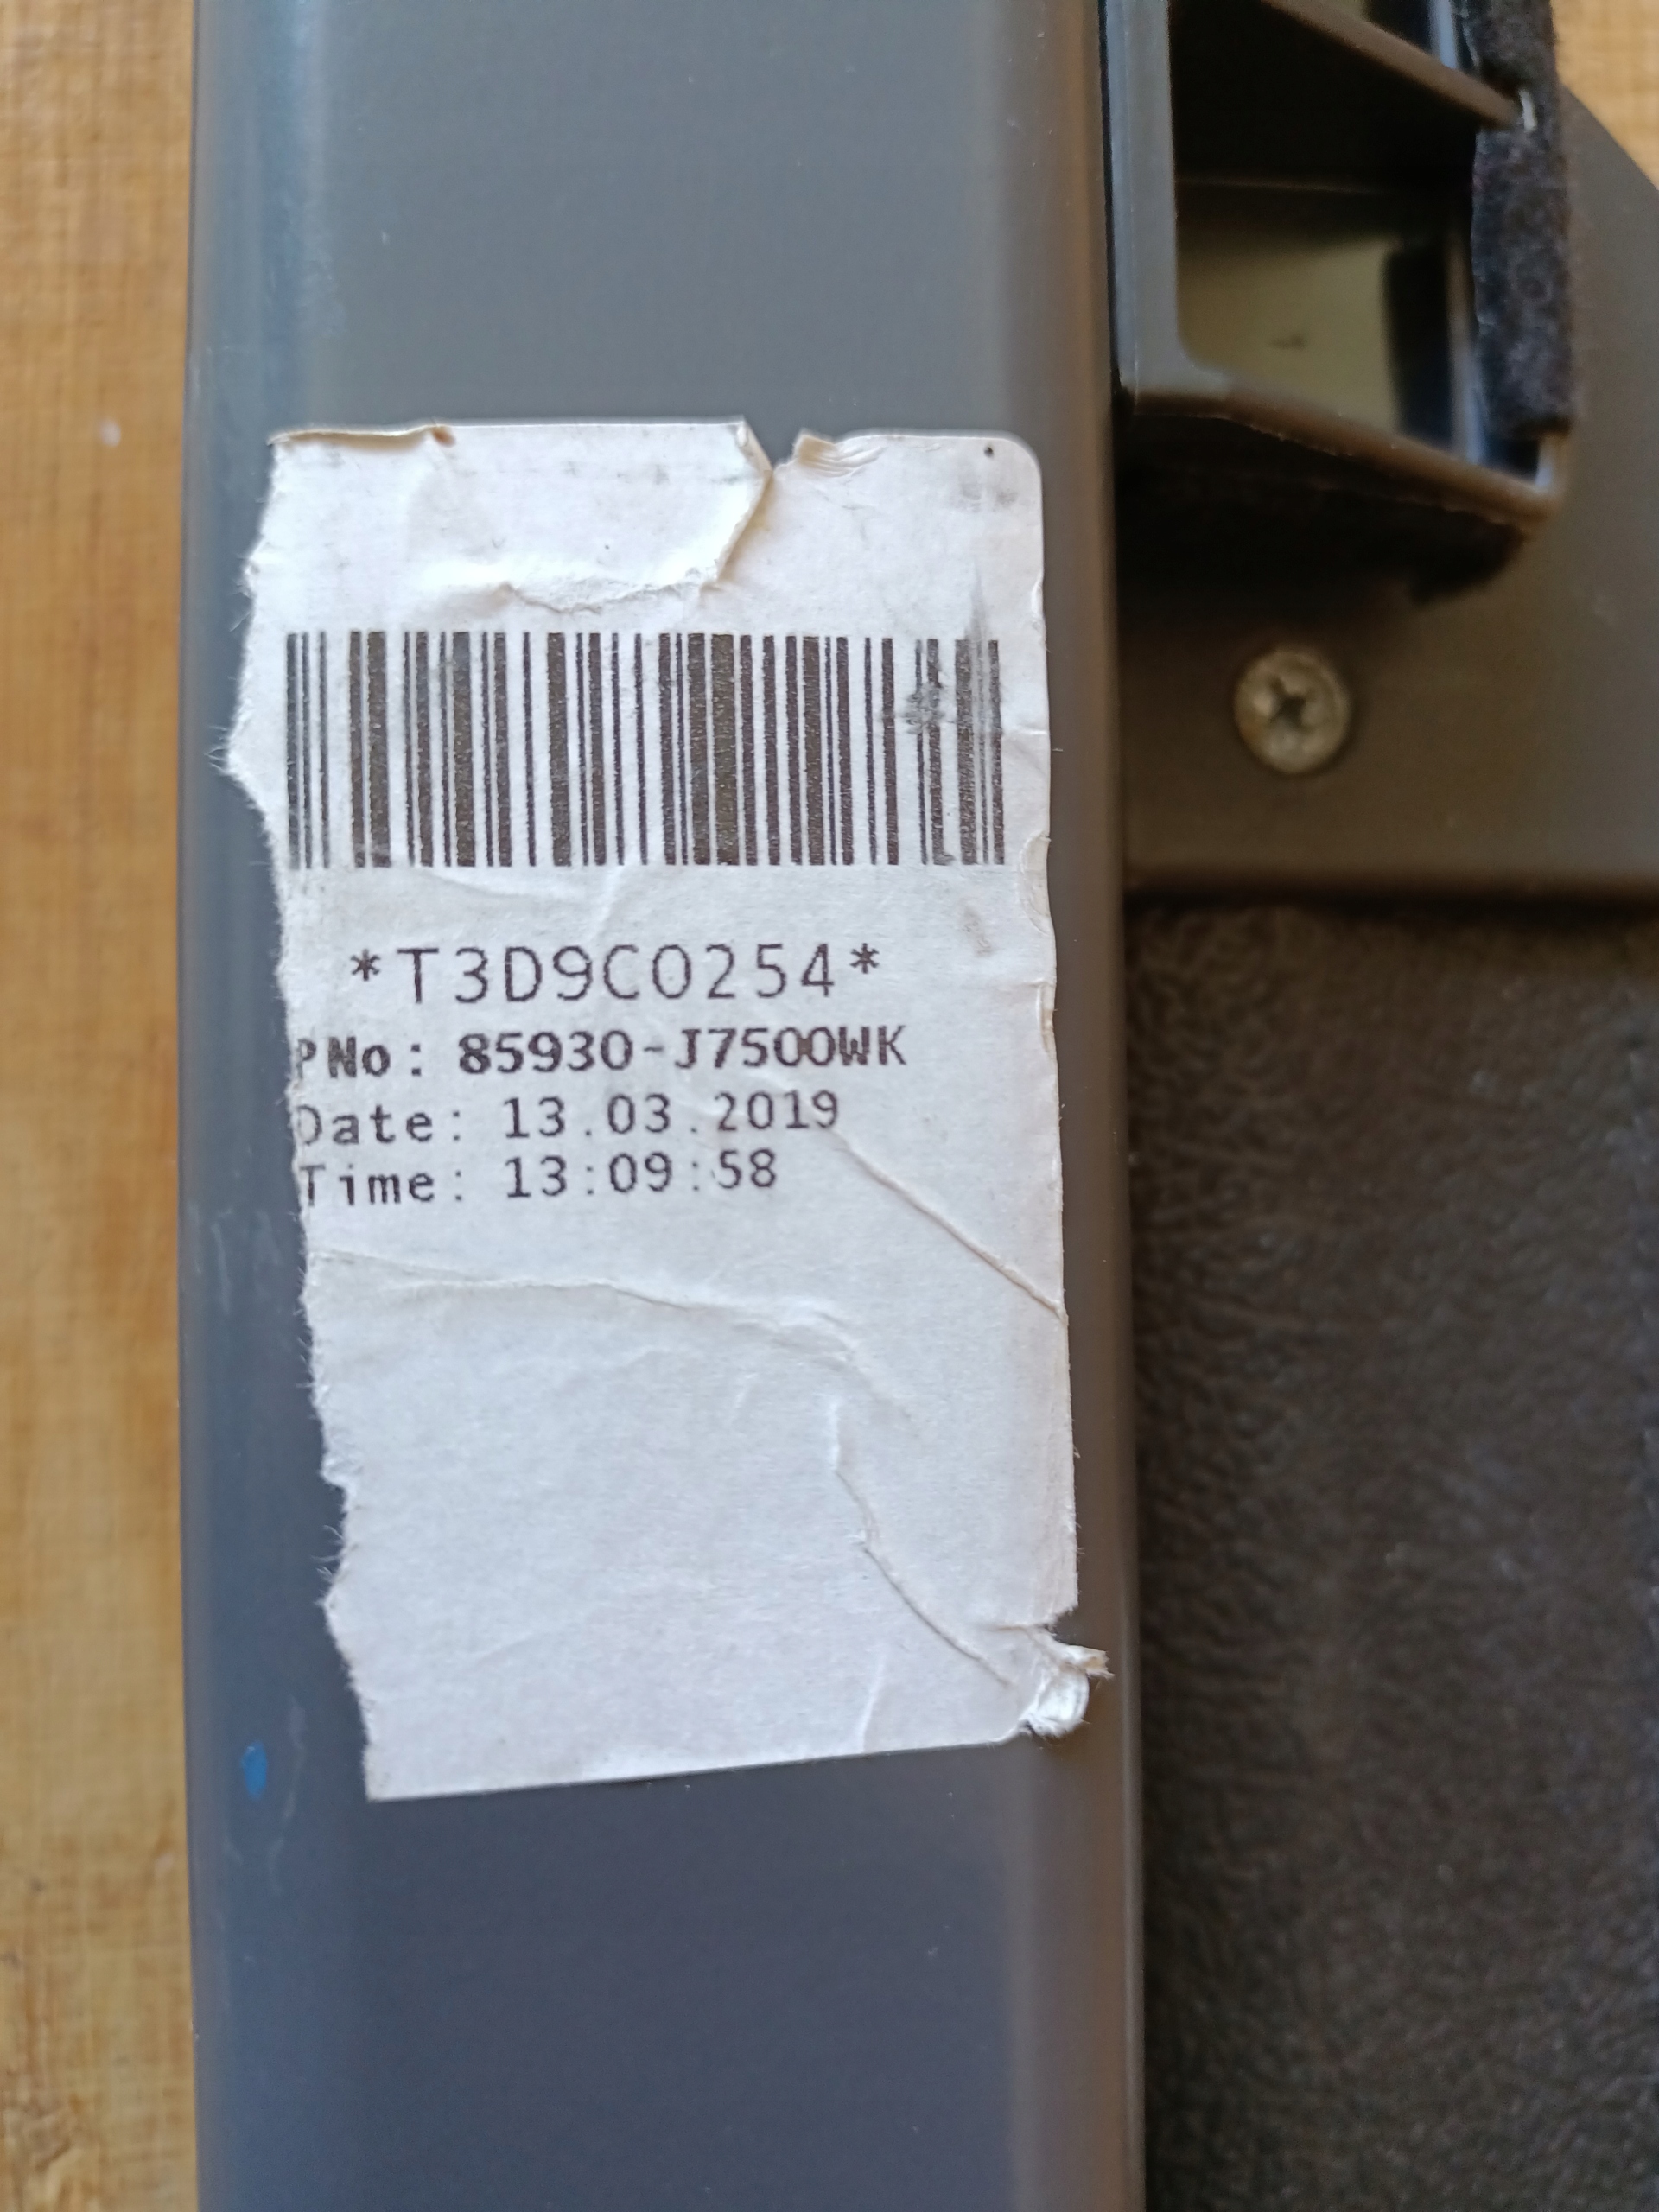 *T3D9C0254*
PNo: 85930-J7500WK
Date: 13.03.2019
Time: 13:09:58